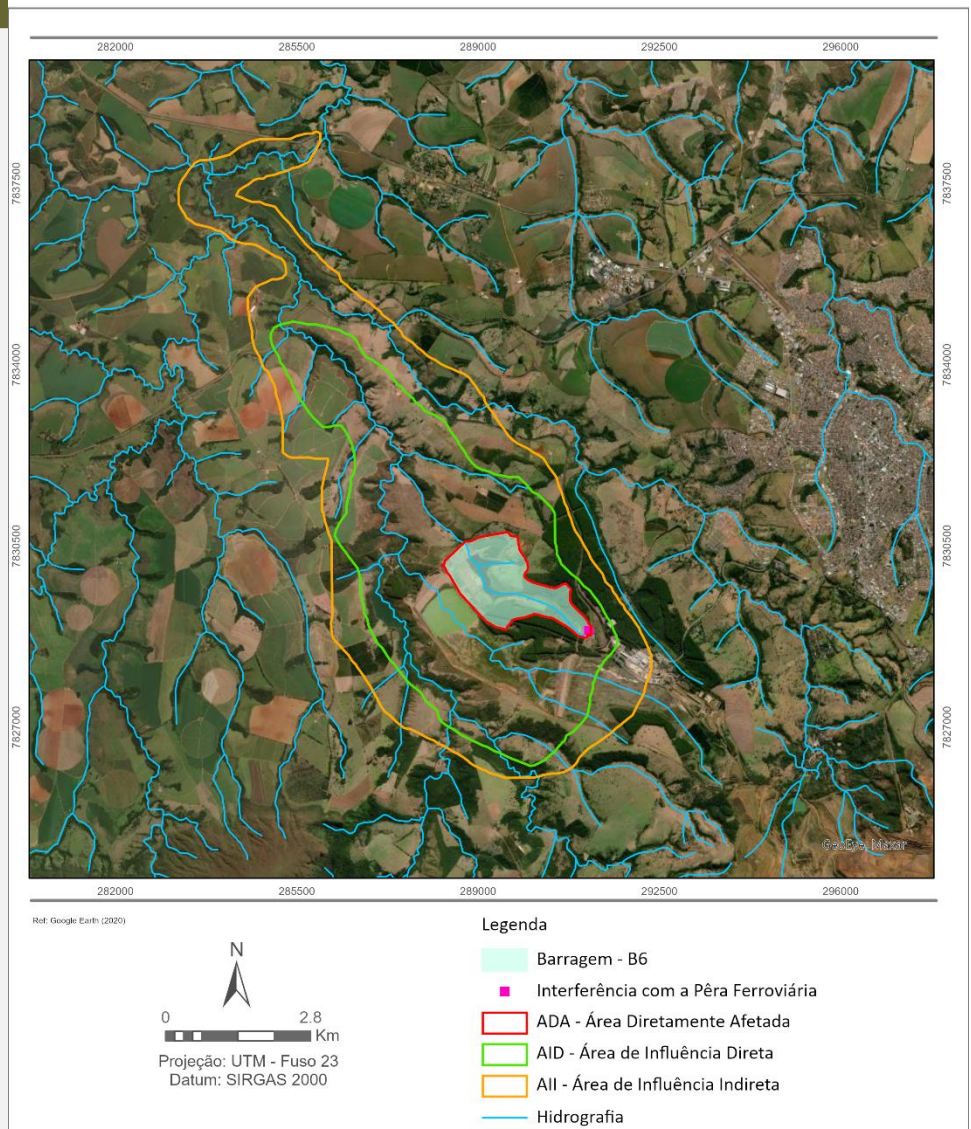 282000 285500 289000 292500 296000
7837500 7837500
7834000 7834000
7830500 7830500
7827000 7827000
GeoEye, Maxar
282000 285500 289000 292500 296000
Ref: Google Earth (2020)
Legenda
Barragem - B6
N
Interferência com a Pêra Ferroviária
0 2.8
ADA - Área Diretamente Afetada
Km
AID - Área de Influência Direta
Projeção: UTM - Fuso 23
Datum: SIRGAS 2000
AII - Área de Influência Indireta
Hidrografia